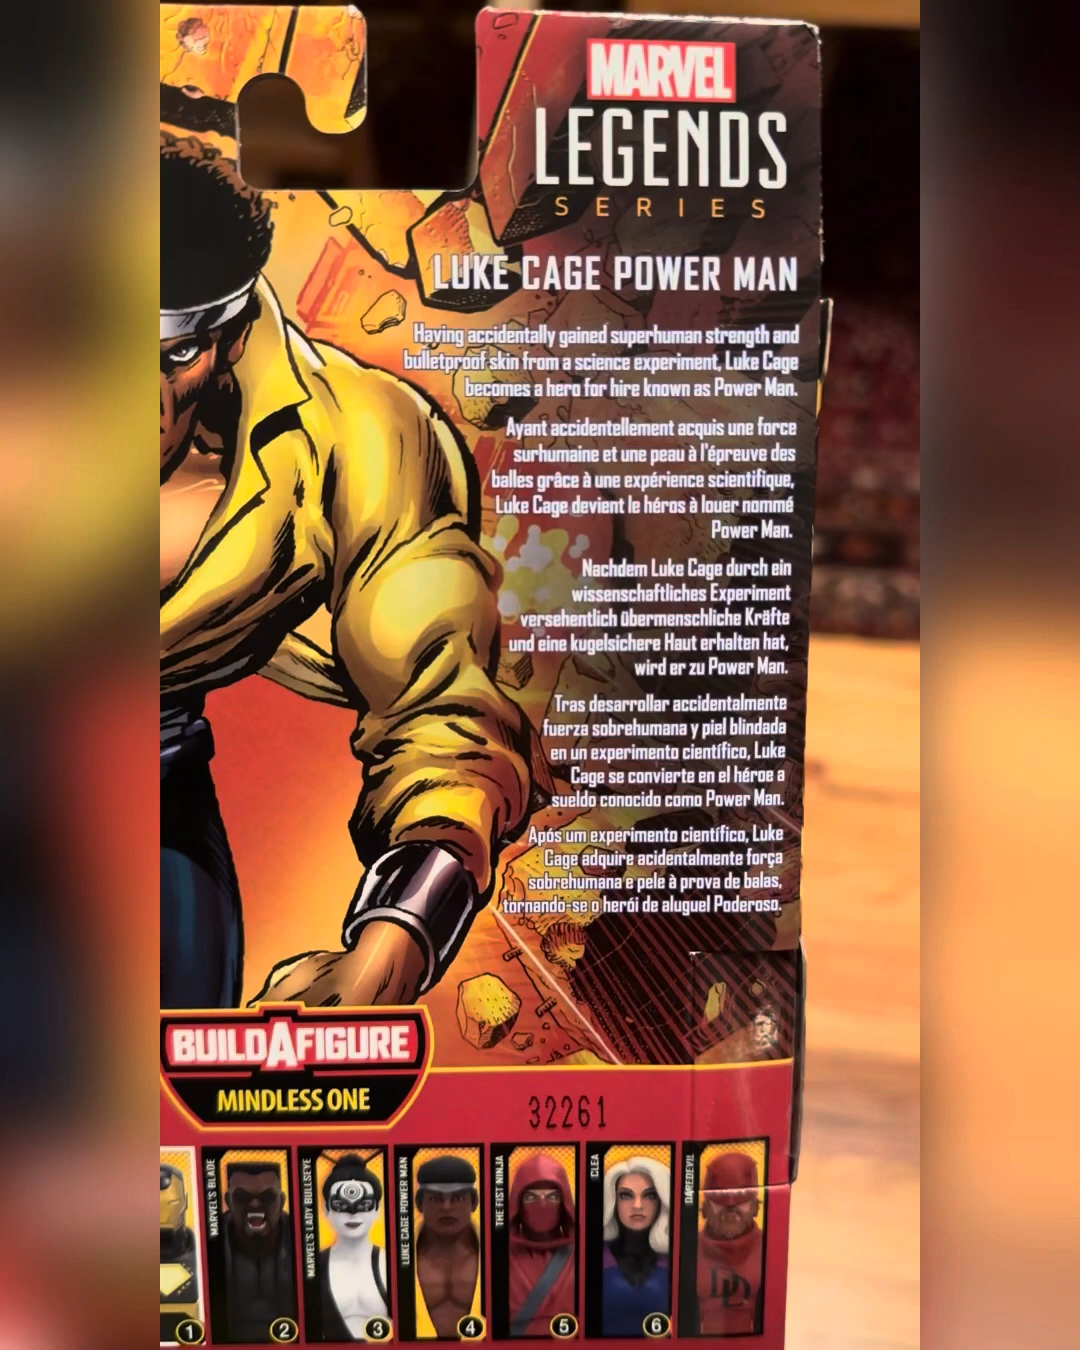 MARVEL
LEGENDS
SERIES
LUKE CAGE POWER MAN
Having accidentally gained superhuman strength and
bulletproof skin from a science experiment, Luke Cage
becomes a hero for hire known as Power Man.
Ayant accidentellement acquis une force
surhumaine et une peau à l'épreuve des
balles grâce à une expérience scientifique,
Luke Cage devient le héros à louer nommé
Power Man.
Nachdem Luke Cage durch ein
wissenschaftliches Experiment
versehentlich übermenschliche Kräfte
und eine kugelsichere Haut erhalten hat,
wird er zu Power Man.
Tras desarrollar accidentalmente
fuerza sobrehumana y piel blindada
en un experimento científico, Luke
Cage se convierte en el héroe a
sueldo conocido como Power Man.
Após um experimento científico, Luke
Cage adquire acidentalmente força
sobrehumana e pele à prova de balas,
tornando-se o herói de aluguel Poderoso.
BUILD A FIGURE
MINDLESS ONE
32261
MARVEL'S BLADE
MARVEL'S LADY BULLSEYE
LUKE CAGE POWER MAN
THE FIST NINJA
CLEA
DAREDEVIL
DD
1
2
3
4
5
6